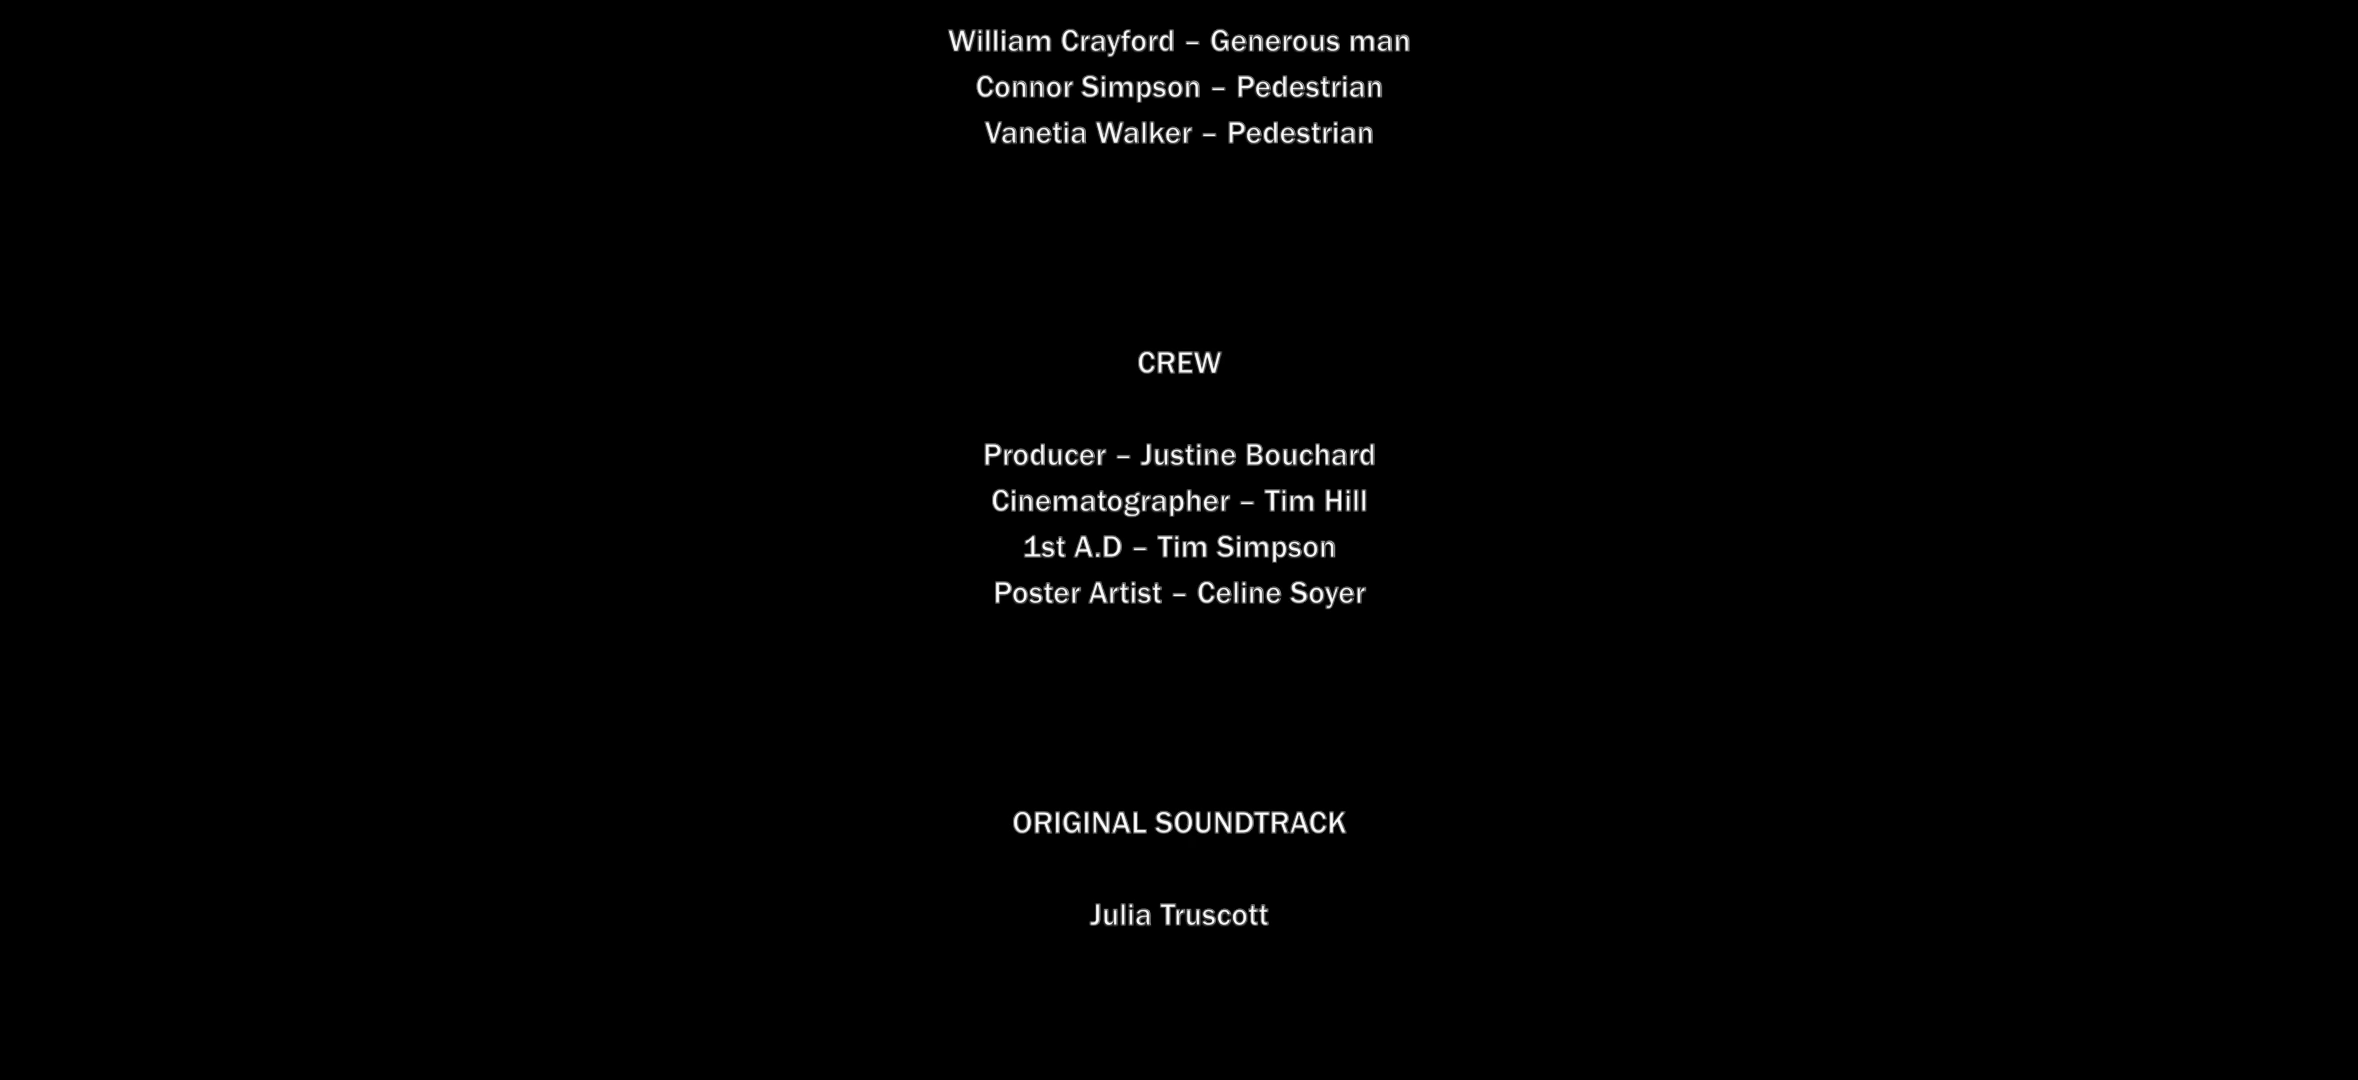 William Crayford – Generous man
Connor Simpson – Pedestrian
Vanetia Walker – Pedestrian
CREW
Producer – Justine Bouchard
Cinematographer – Tim Hill
1st A.D – Tim Simpson
Poster Artist – Celine Soyer
ORIGINAL SOUNDTRACK
Julia Truscott